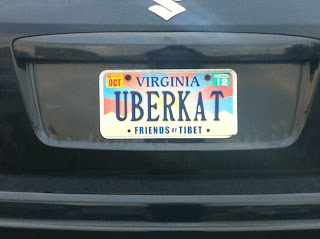 OCT VIRGINIA 12
UBERKAT
• FRIENDS OF TIBET •